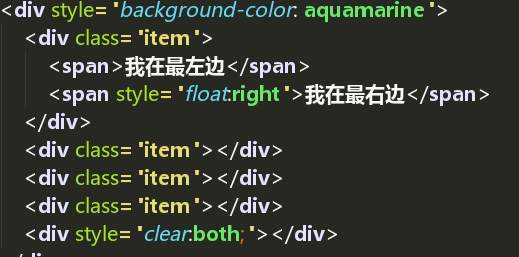 <div style="background-color: aquamarine">
<div class="item">
<span>我在最左边</span>
<span style="float:right">我在最右边</span>
</div>
<div class="item"></div>
<div class="item"></div>
<div class="item"></div>
<div style="clear:both;"></div>